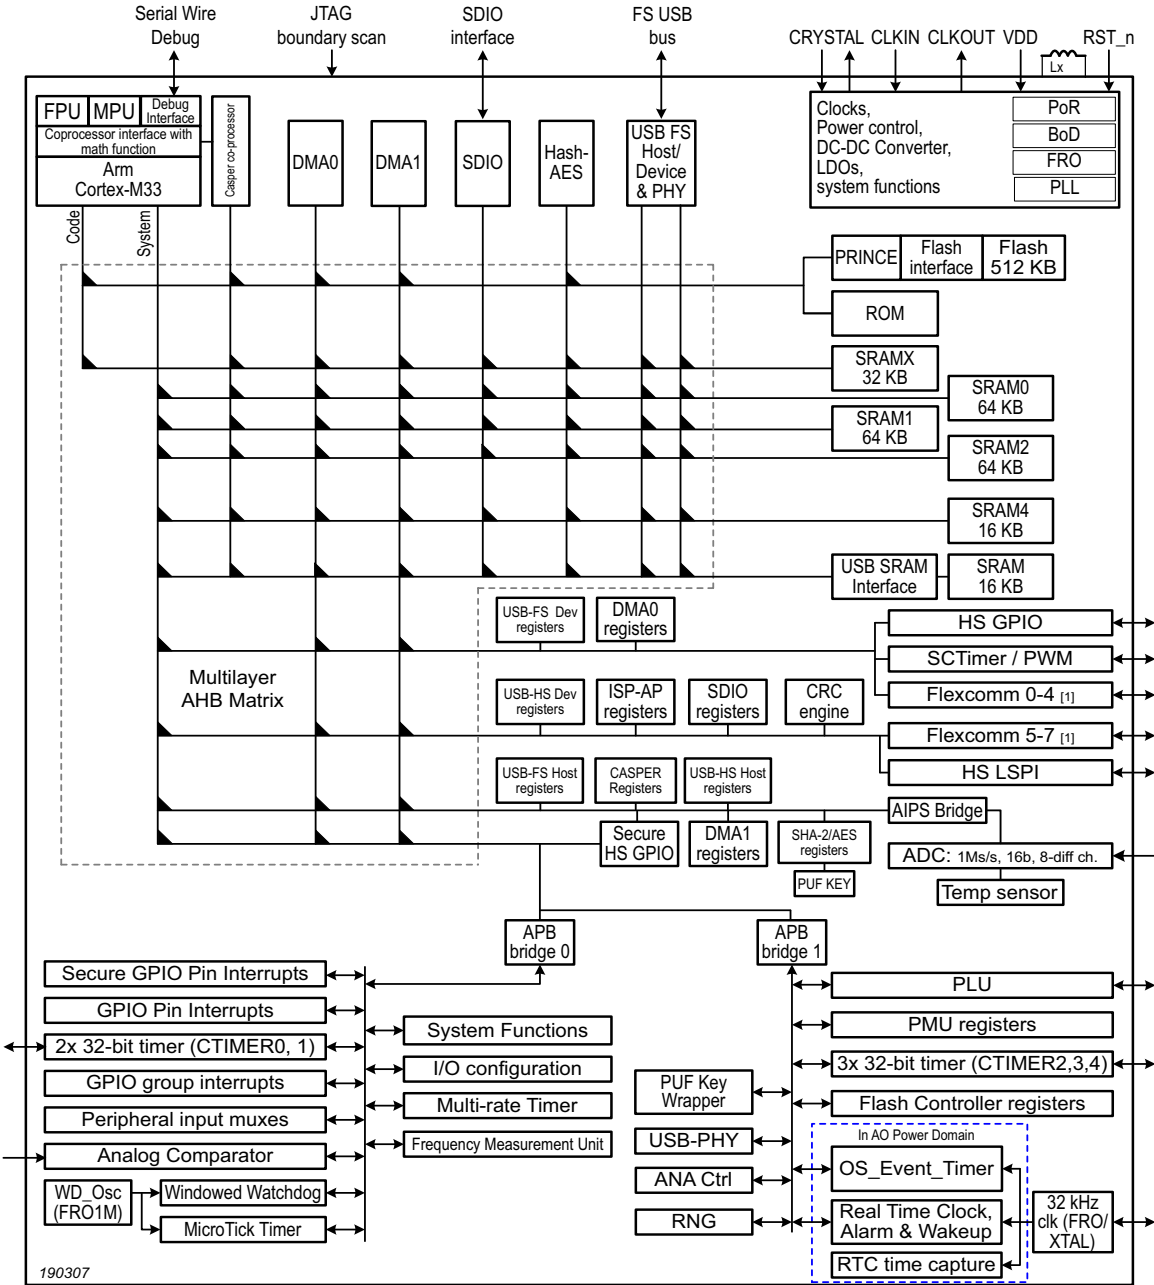 Serial Wire
Debug
JTAG
boundary scan
SDIO
interface
FS USB
bus
CRYSTAL CLKIN CLKOUT VDD
RST_n
Lx
FPU
MPU
Debug
Interface
Coprocessor interface with
math function
Arm
Cortex-M33
Casper co-processor
DMA0
DMA1
SDIO
Hash-
AES
USB FS
Host/
Device
& PHY
Clocks,
Power control,
DC-DC Converter,
LDOs,
system functions
PoR
BoD
FRO
PLL
Code
System
PRINCE
Flash
interface
Flash
512 KB
ROM
SRAMX
32 KB
SRAM0
64 KB
SRAM1
64 KB
SRAM2
64 KB
SRAM4
16 KB
USB SRAM
Interface
SRAM
16 KB
USB-FS Dev
registers
DMA0
registers
HS GPIO
SCTimer / PWM
Flexcomm 0-4 [1]
Multilayer
AHB Matrix
USB-HS Dev
registers
ISP-AP
registers
SDIO
registers
CRC
engine
Flexcomm 5-7 [1]
HS LSPI
USB-FS Host
registers
CASPER
Registers
USB-HS Host
registers
AIPS Bridge
Secure
HS GPIO
DMA1
registers
SHA-2/AES
registers
PUF KEY
ADC: 1Ms/s, 16b, 8-diff ch.
Temp sensor
APB
bridge 0
APB
bridge 1
Secure GPIO Pin Interrupts
GPIO Pin Interrupts
2x 32-bit timer (CTIMER0, 1)
GPIO group interrupts
Peripheral input muxes
Analog Comparator
WD_Osc
(FRO1M)
Windowed Watchdog
MicroTick Timer
System Functions
I/O configuration
Multi-rate Timer
Frequency Measurement Unit
PUF Key
Wrapper
USB-PHY
ANA Ctrl
RNG
PLU
PMU registers
3x 32-bit timer (CTIMER2,3,4)
Flash Controller registers
In AO Power Domain
OS_Event_Timer
Real Time Clock,
Alarm & Wakeup
RTC time capture
32 kHz
clk (FRO/
XTAL)
190307